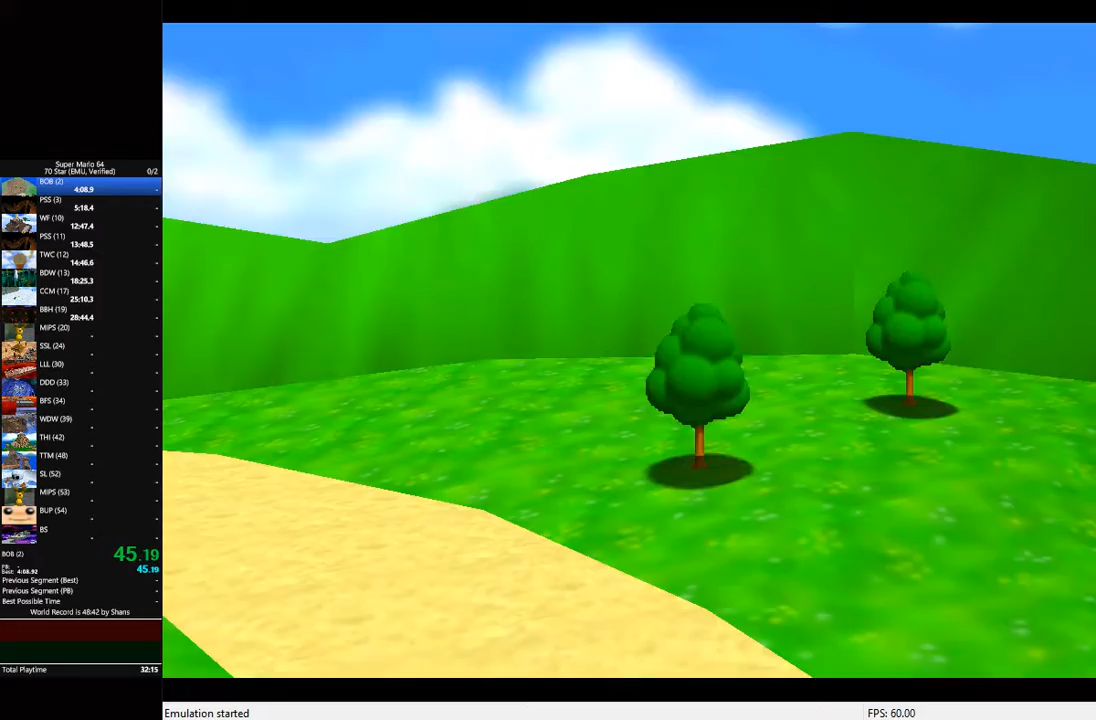 Super Mario 64
70 Star (EMU, Verified) 0/2
BOB (2)
4:08.9 -
PSS (3)
5:18.4 -
WF (10)
12:47.4 -
PSS (11)
13:48.5 -
TWC (12)
14:46.6 -
BDW (13)
18:25.3 -
CCM (17)
25:10.3 -
BBH (19)
28:44.4 -
MIPS (20)
- -
SSL (24)
- -
LLL (30)
- -
DDD (33)
- -
BFS (34)
- -
WDW (39)
- -
THI (42)
- -
TTM (48)
- -
SL (52)
- -
MIPS (53)
- -
BUP (54)
- -
BS
- -
BOB (2) 45.19
PB: -
Best: 4:08.92 45.19
Previous Segment (Best) -
Previous Segment (PB) -
Best Possible Time -
World Record is 48:42 by Shans
Total Playtime 32:15
Emulation started FPS: 60.00